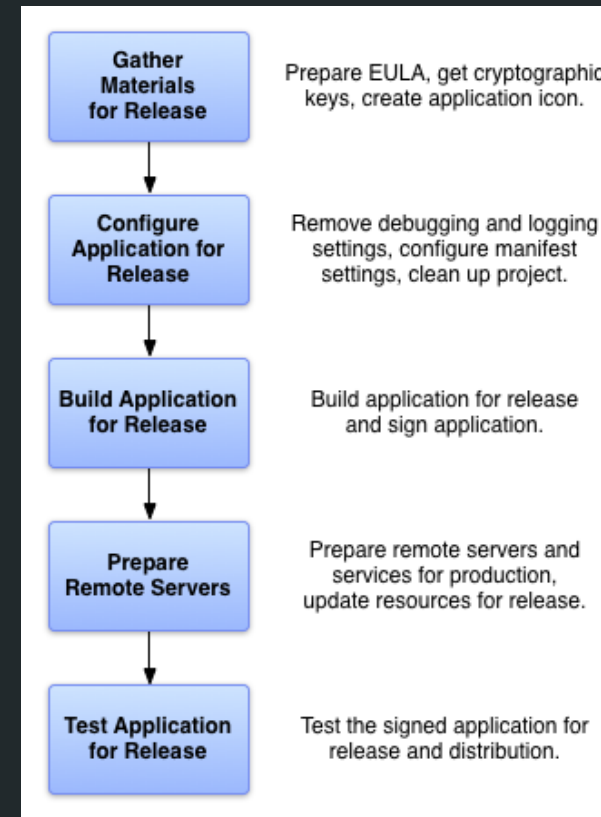 Gather
Materials
for Release
Prepare EULA, get cryptographic
keys, create application icon.
Configure
Application for
Release
Remove debugging and logging
settings, configure manifest
settings, clean up project.
Build Application
for Release
Build application for release
and sign application.
Prepare
Remote Servers
Prepare remote servers and
services for production,
update resources for release.
Test Application
for Release
Test the signed application for
release and distribution.